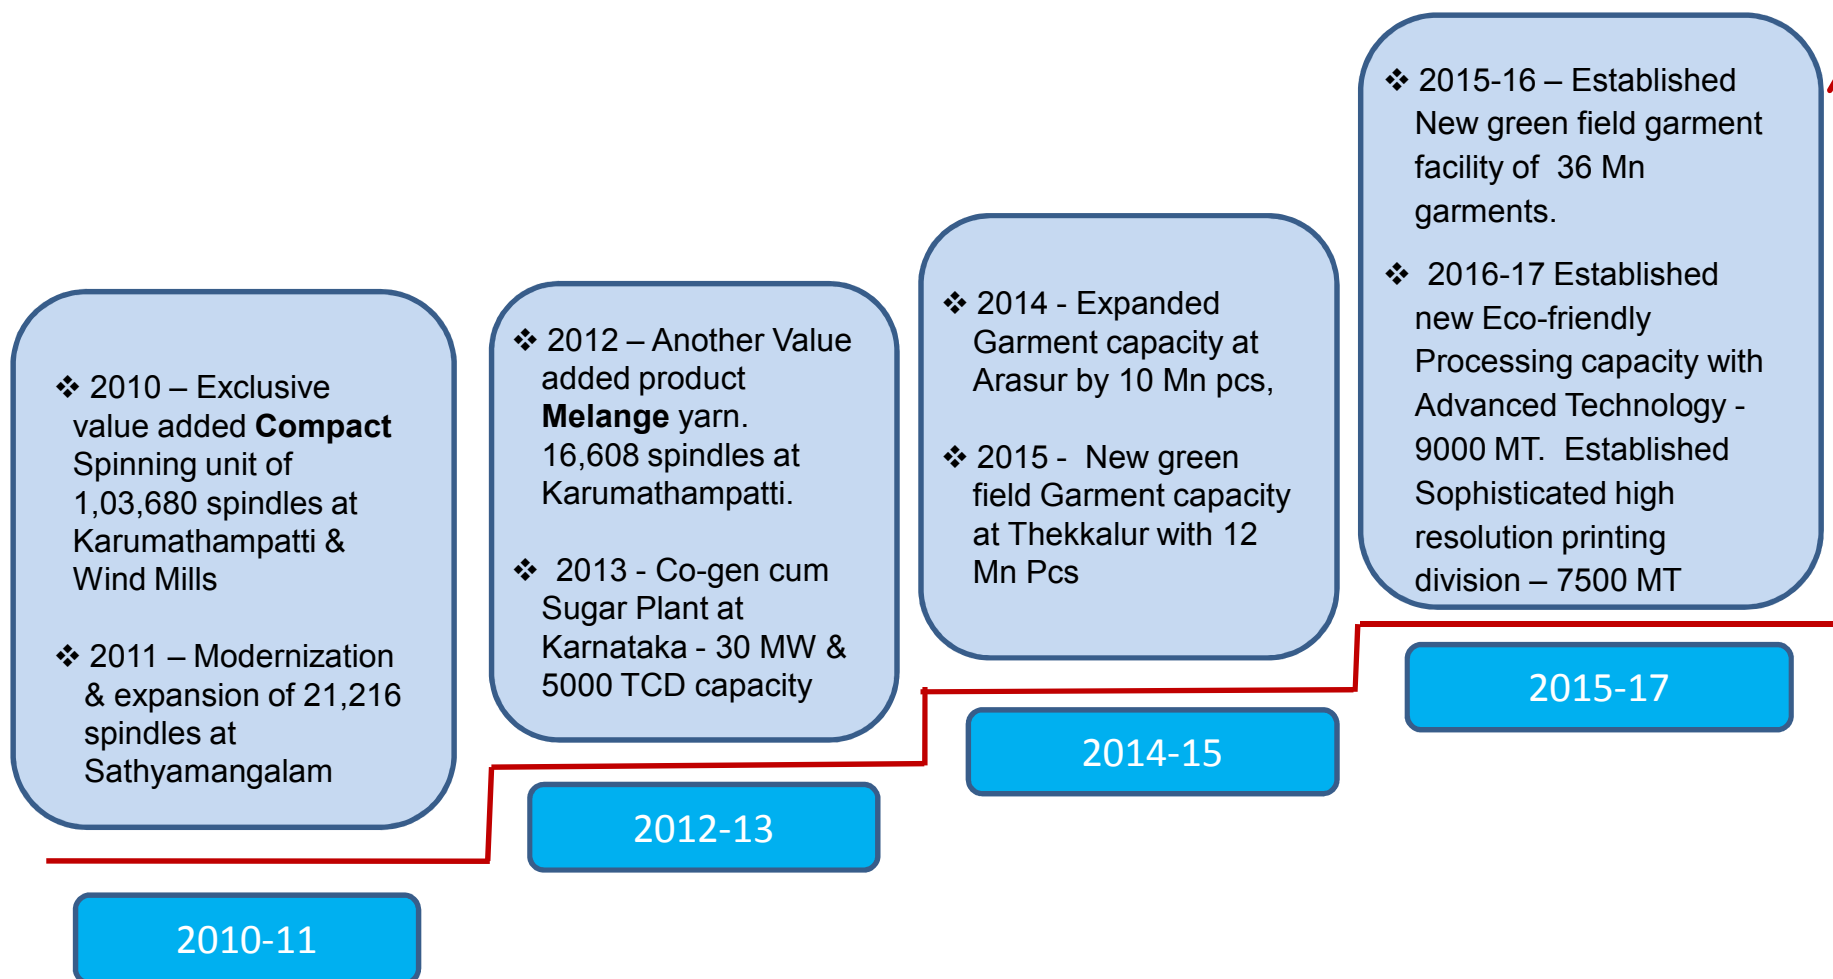 ❖ 2010 – Exclusive
value added Compact
Spinning unit of
1,03,680 spindles at
Karumathampatti &
Wind Mills
❖ 2011 – Modernization
& expansion of 21,216
spindles at
Sathyamangalam
2010-11
❖ 2012 – Another Value
added product
Melange yarn.
16,608 spindles at
Karumathampatti.
❖ 2013 - Co-gen cum
Sugar Plant at
Karnataka - 30 MW &
5000 TCD capacity
2012-13
❖ 2014 - Expanded
Garment capacity at
Arasur by 10 Mn pcs,
❖ 2015 - New green
field Garment capacity
at Thekkalur with 12
Mn Pcs
2014-15
❖ 2015-16 – Established
New green field garment
facility of 36 Mn
garments.
❖ 2016-17 Established
new Eco-friendly
Processing capacity with
Advanced Technology -
9000 MT. Established
Sophisticated high
resolution printing
division – 7500 MT
2015-17